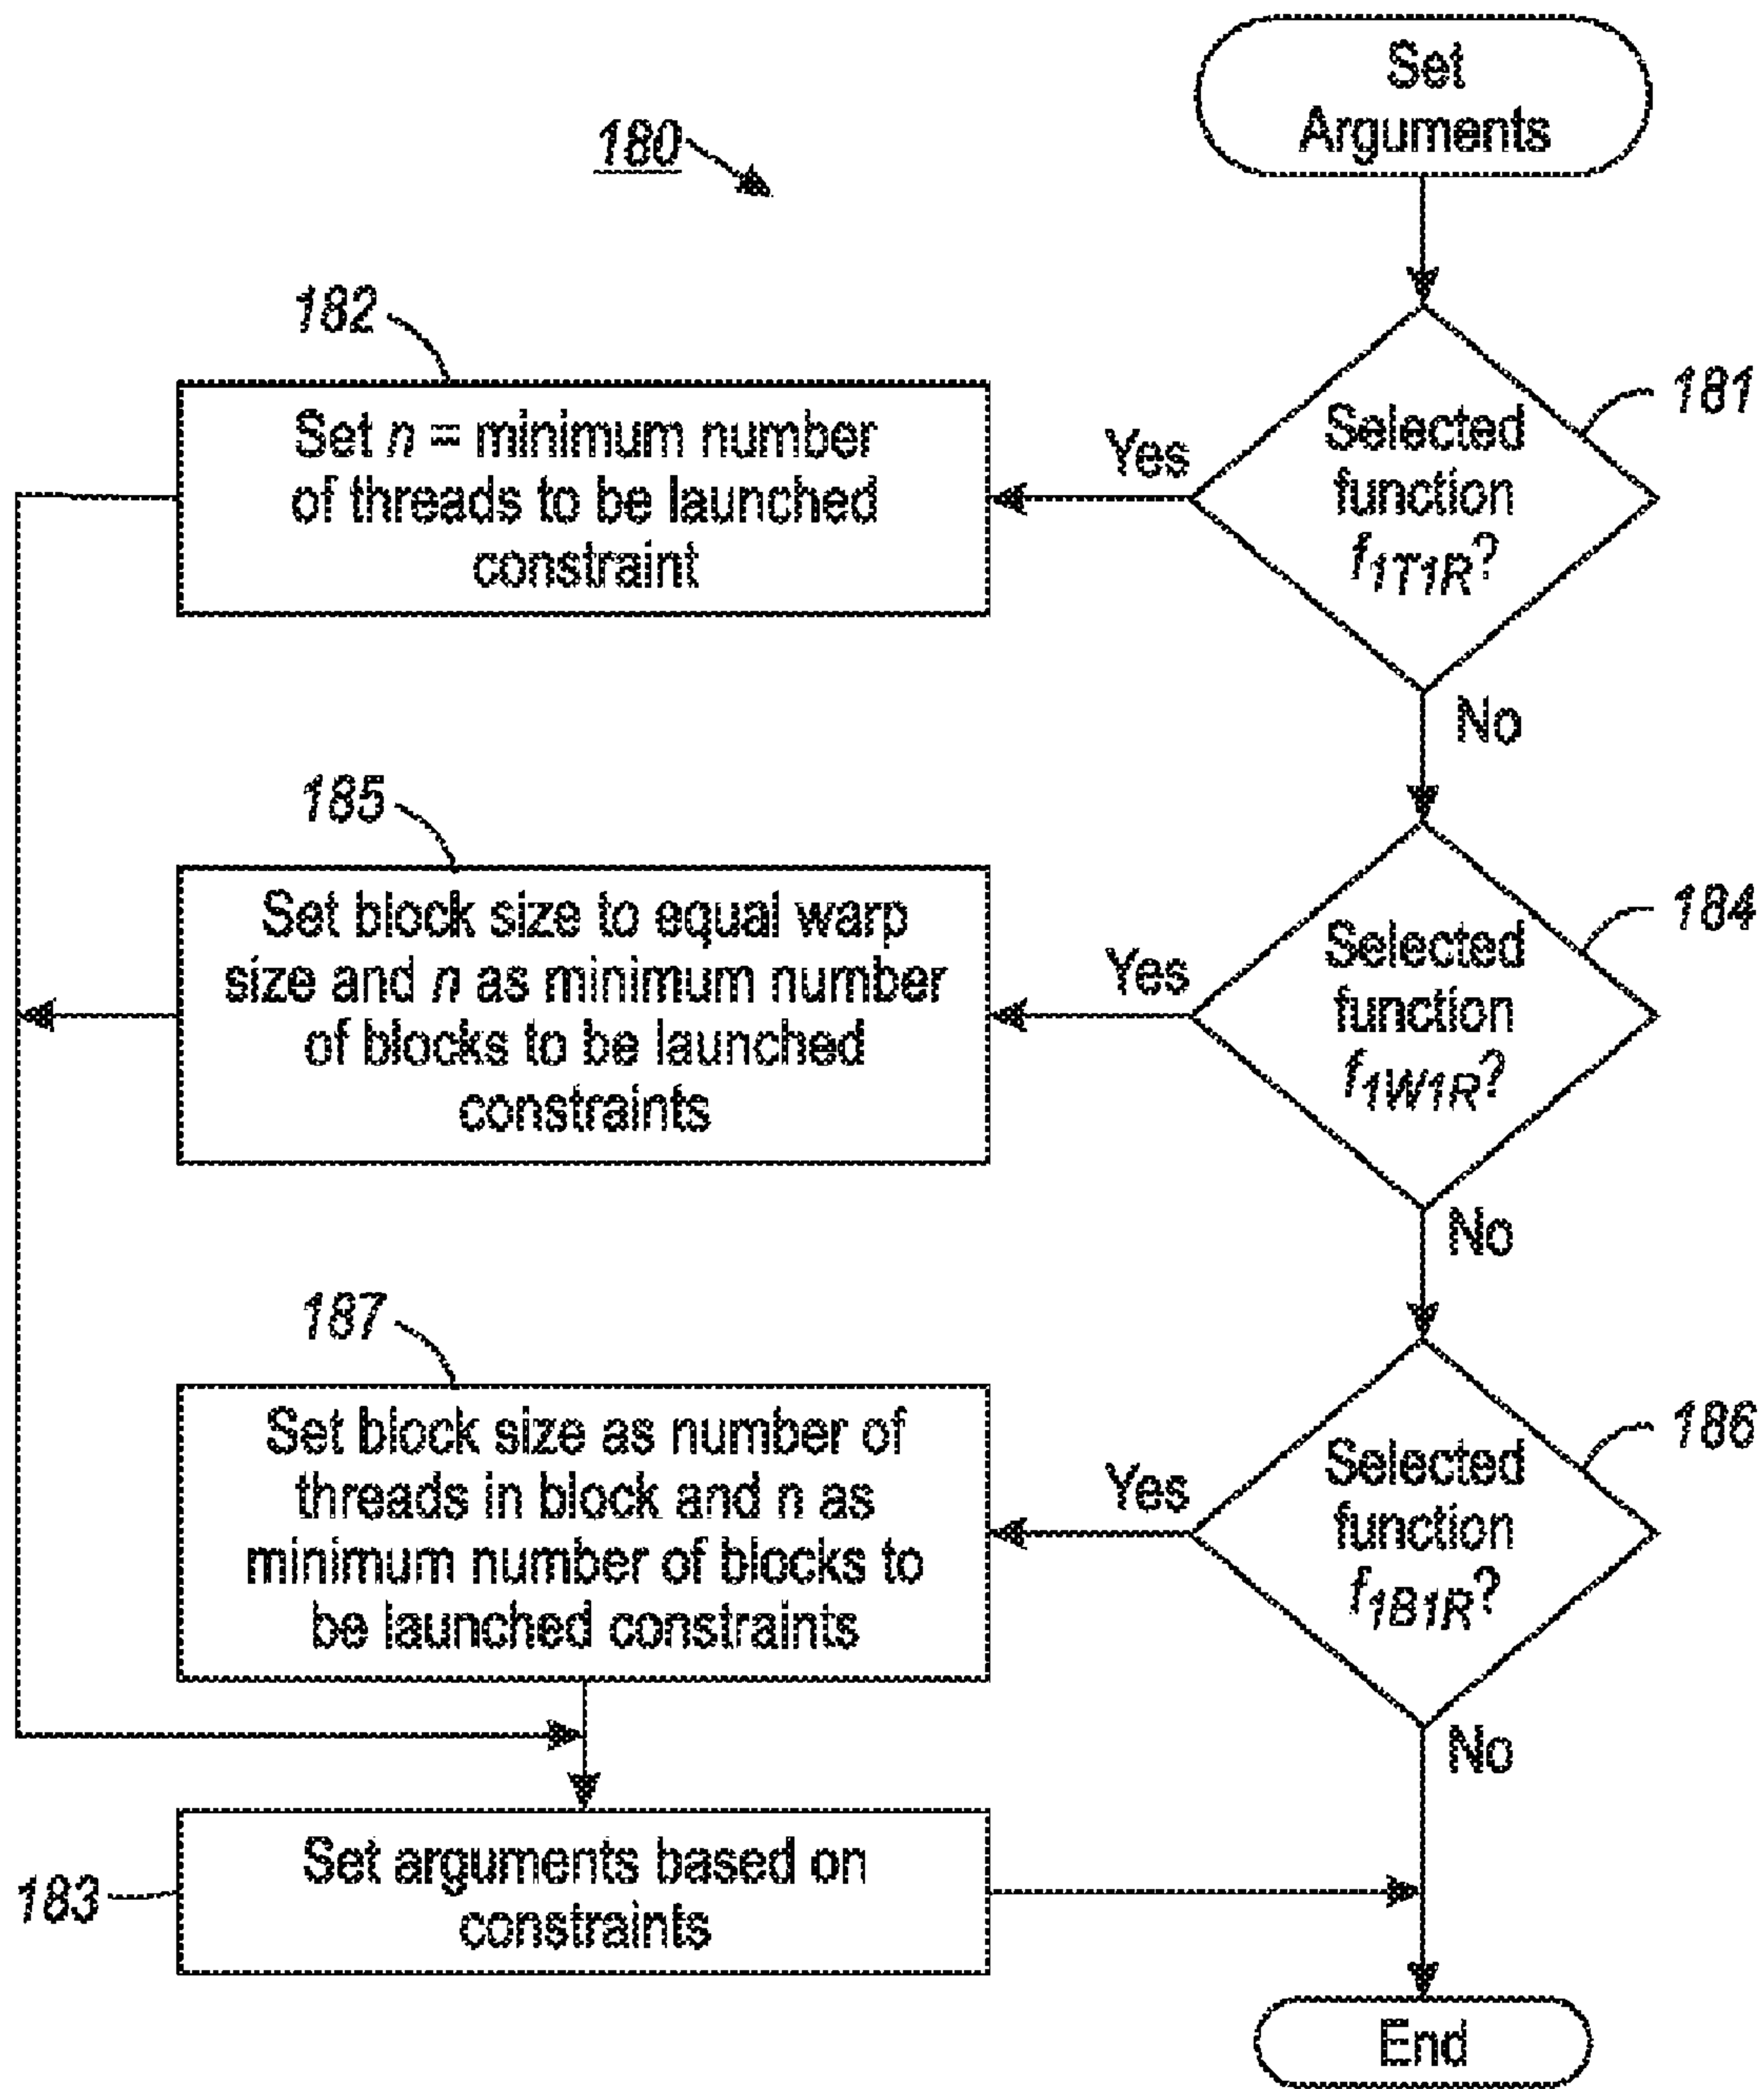 Set
Arguments
180
182
Set n = minimum number
of threads to be launched
constraint
Yes
Selected
function
f1T1R?
181
No
185
Set block size to equal warp
size and n as minimum number
of blocks to be launched
constraints
Yes
Selected
function
f1W1R?
184
No
187
Set block size as number of
threads in block and n as
minimum number of blocks to
be launched constraints
Yes
Selected
function
f1B1R?
186
No
183
Set arguments based on
constraints
End